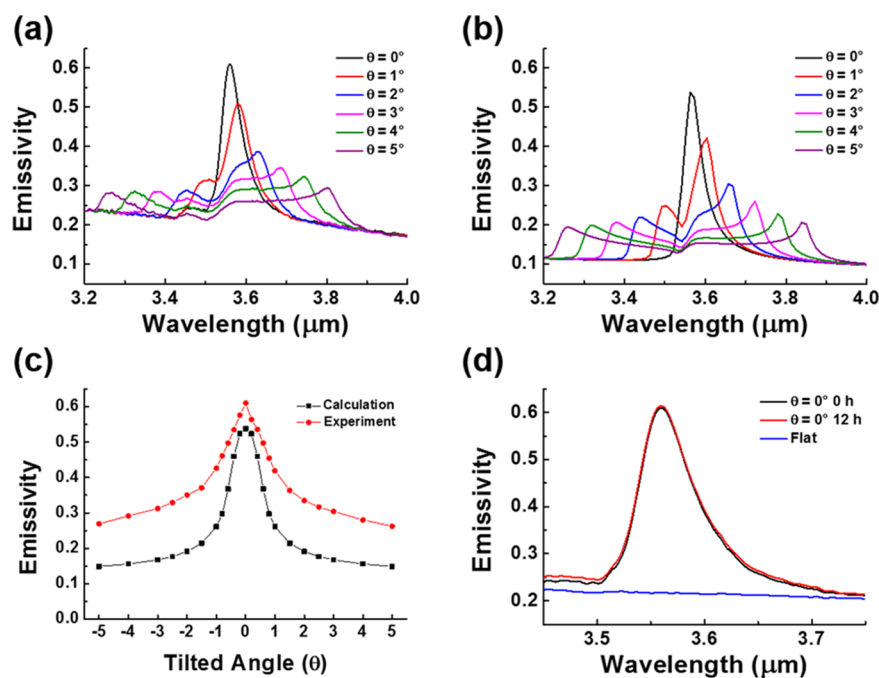 (a)
θ = 0°
θ = 1°
θ = 2°
θ = 3°
θ = 4°
θ = 5°
0.6
0.5
0.4
0.3
0.2
0.1
Emissivity
3.2 3.4 3.6 3.8 4.0
Wavelength (μm)
(b)
θ = 0°
θ = 1°
θ = 2°
θ = 3°
θ = 4°
θ = 5°
0.6
0.5
0.4
0.3
0.2
0.1
Emissivity
3.2 3.4 3.6 3.8 4.0
Wavelength (μm)
(c)
Calculation
Experiment
0.6
0.5
0.4
0.3
0.2
0.1
0.0
Emissivity
-5 -4 -3 -2 -1 0 1 2 3 4 5
Tilted Angle (θ)
(d)
θ = 0° 0 h
θ = 0° 12 h
Flat
0.6
0.5
0.4
0.3
0.2
Emissivity
3.5 3.6 3.7
Wavelength (μm)